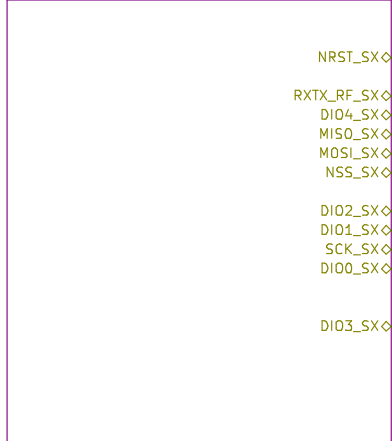 NRST_SX
RXTX_RF_SX
DIO4_SX
MISO_SX
MOSI_SX
NSS_SX
DIO2_SX
DIO1_SX
SCK_SX
DIO0_SX
DIO3_SX